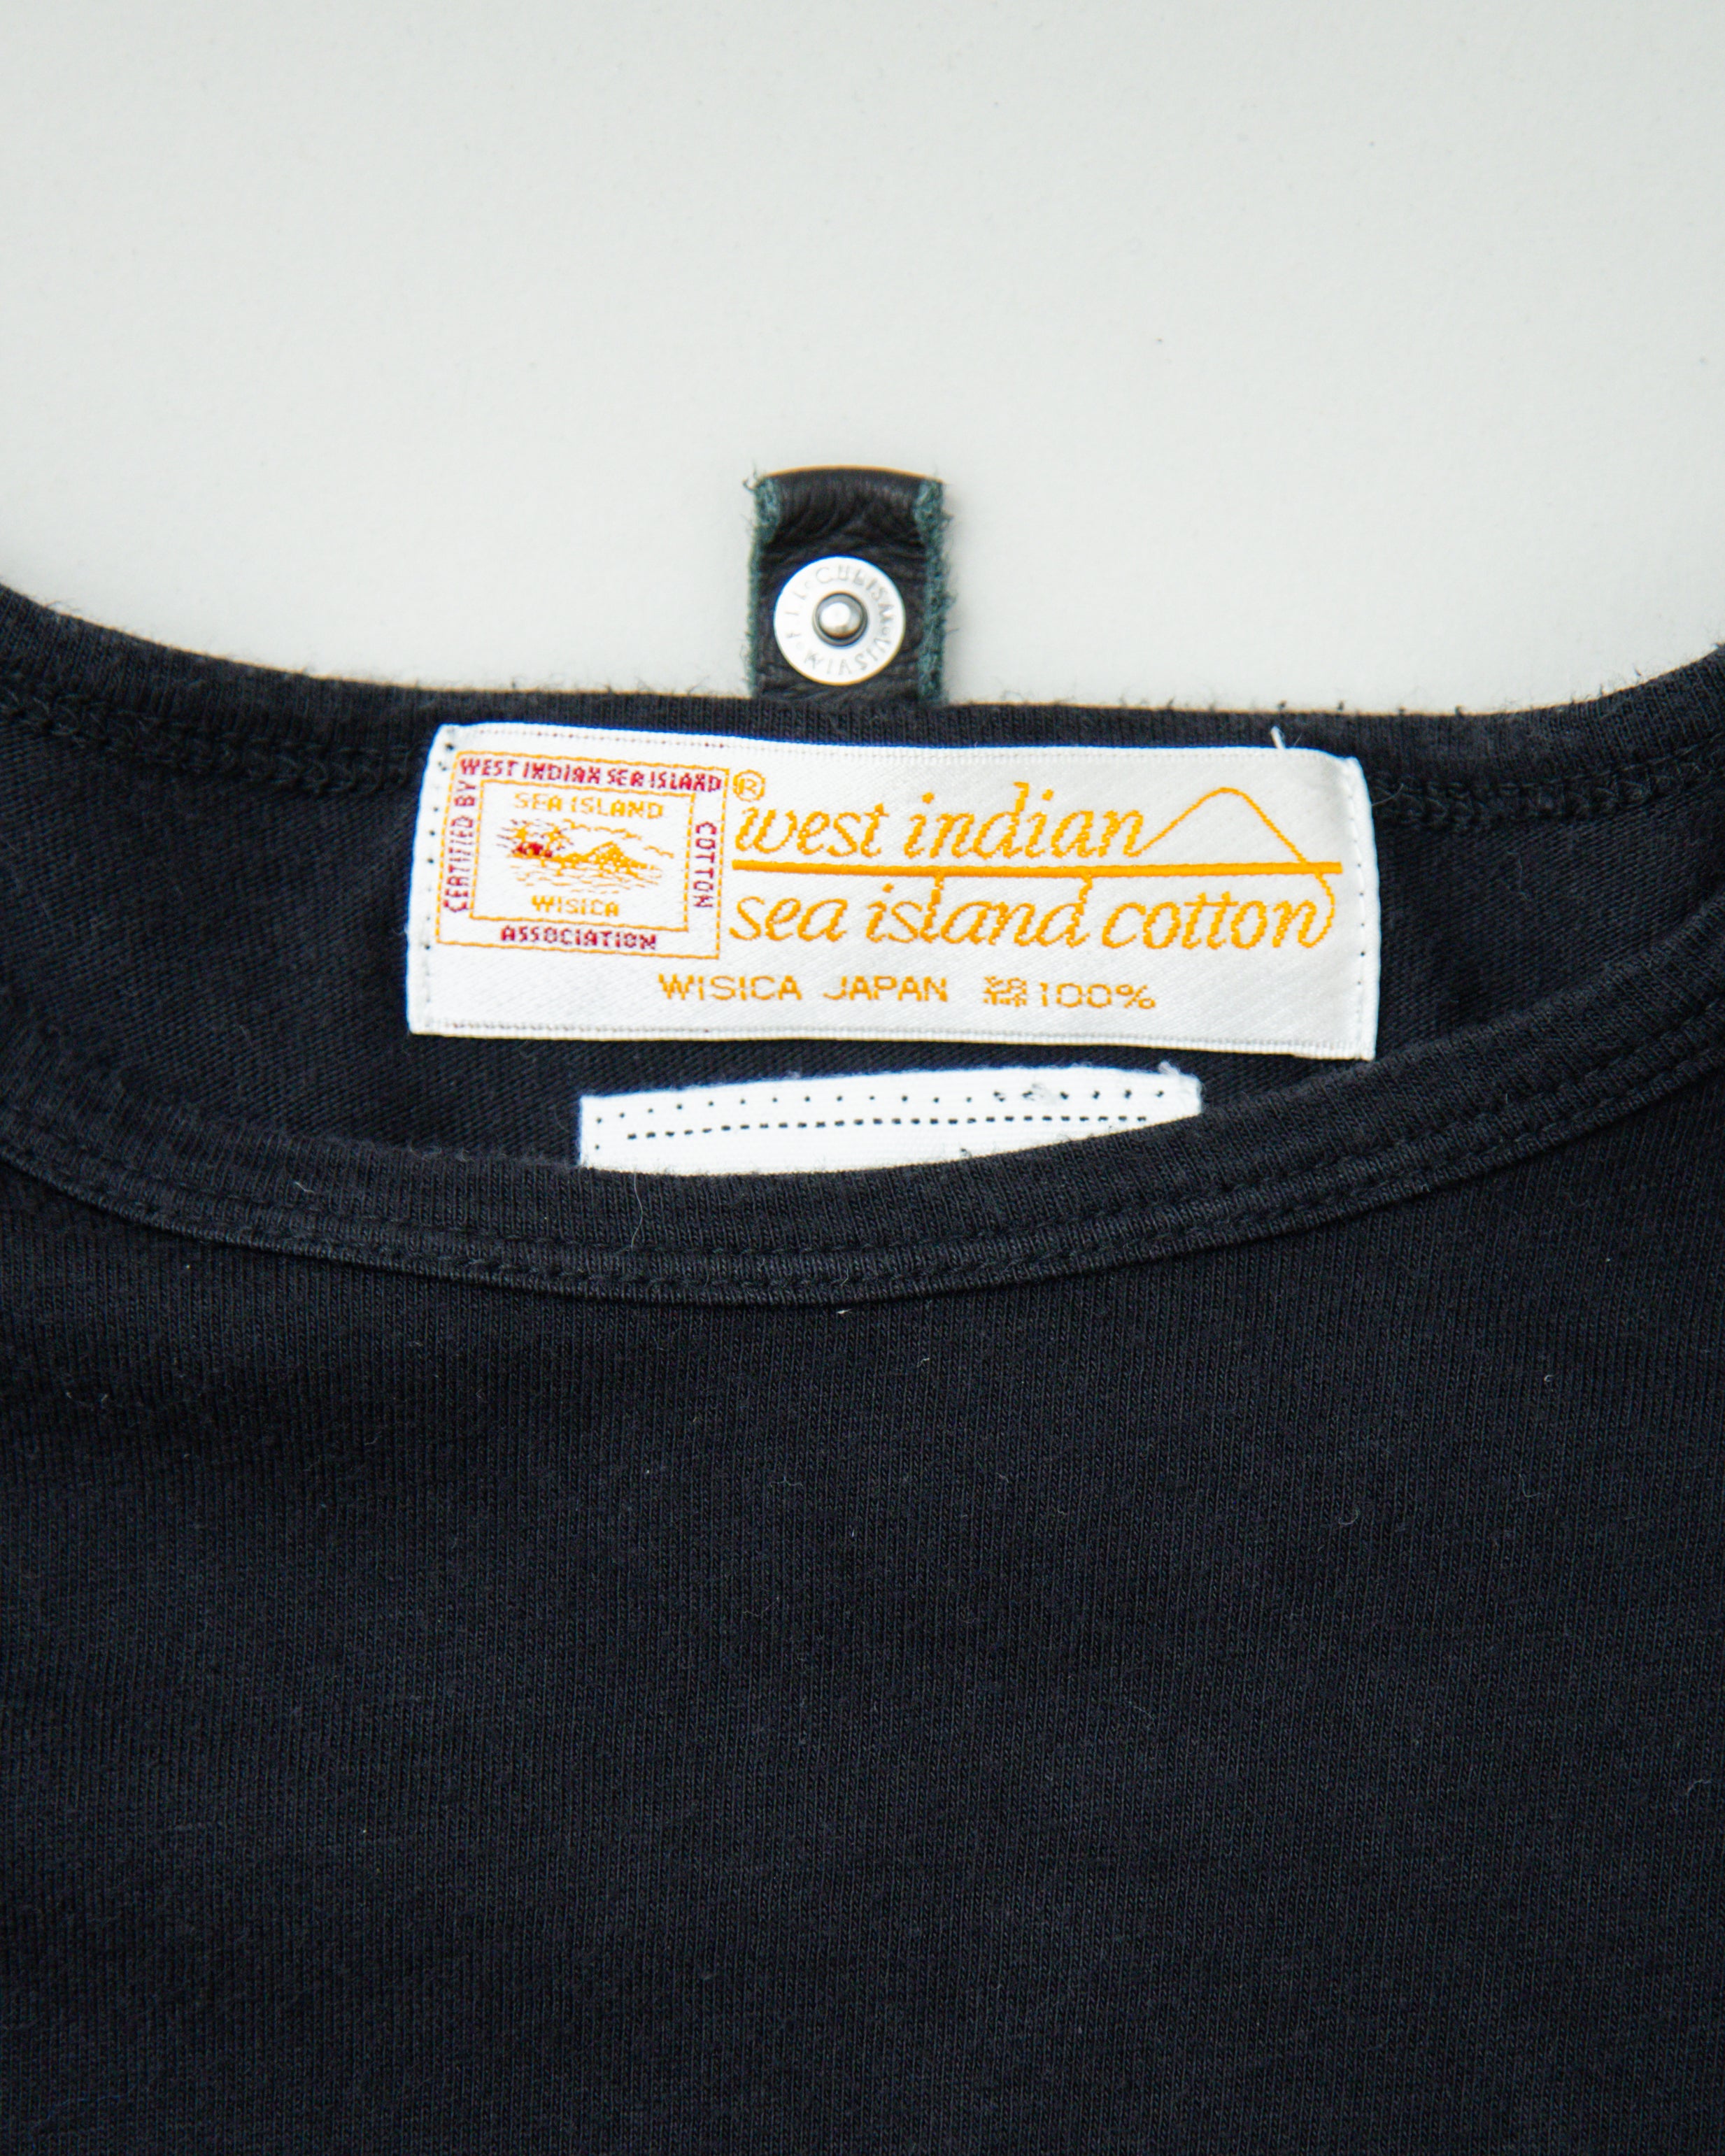 WEST INDIAN SEA ISLAND
CERTIFIED BY
SEA ISLAND
WISICA
COTTON
ASSOCIATION
®
west indian
sea island cotton
WISICA JAPAN 綿100%